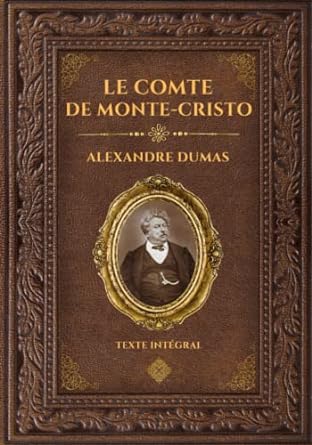 LE COMTE
DE MONTE-CRISTO
ALEXANDRE DUMAS
TEXTE INTÉGRAL